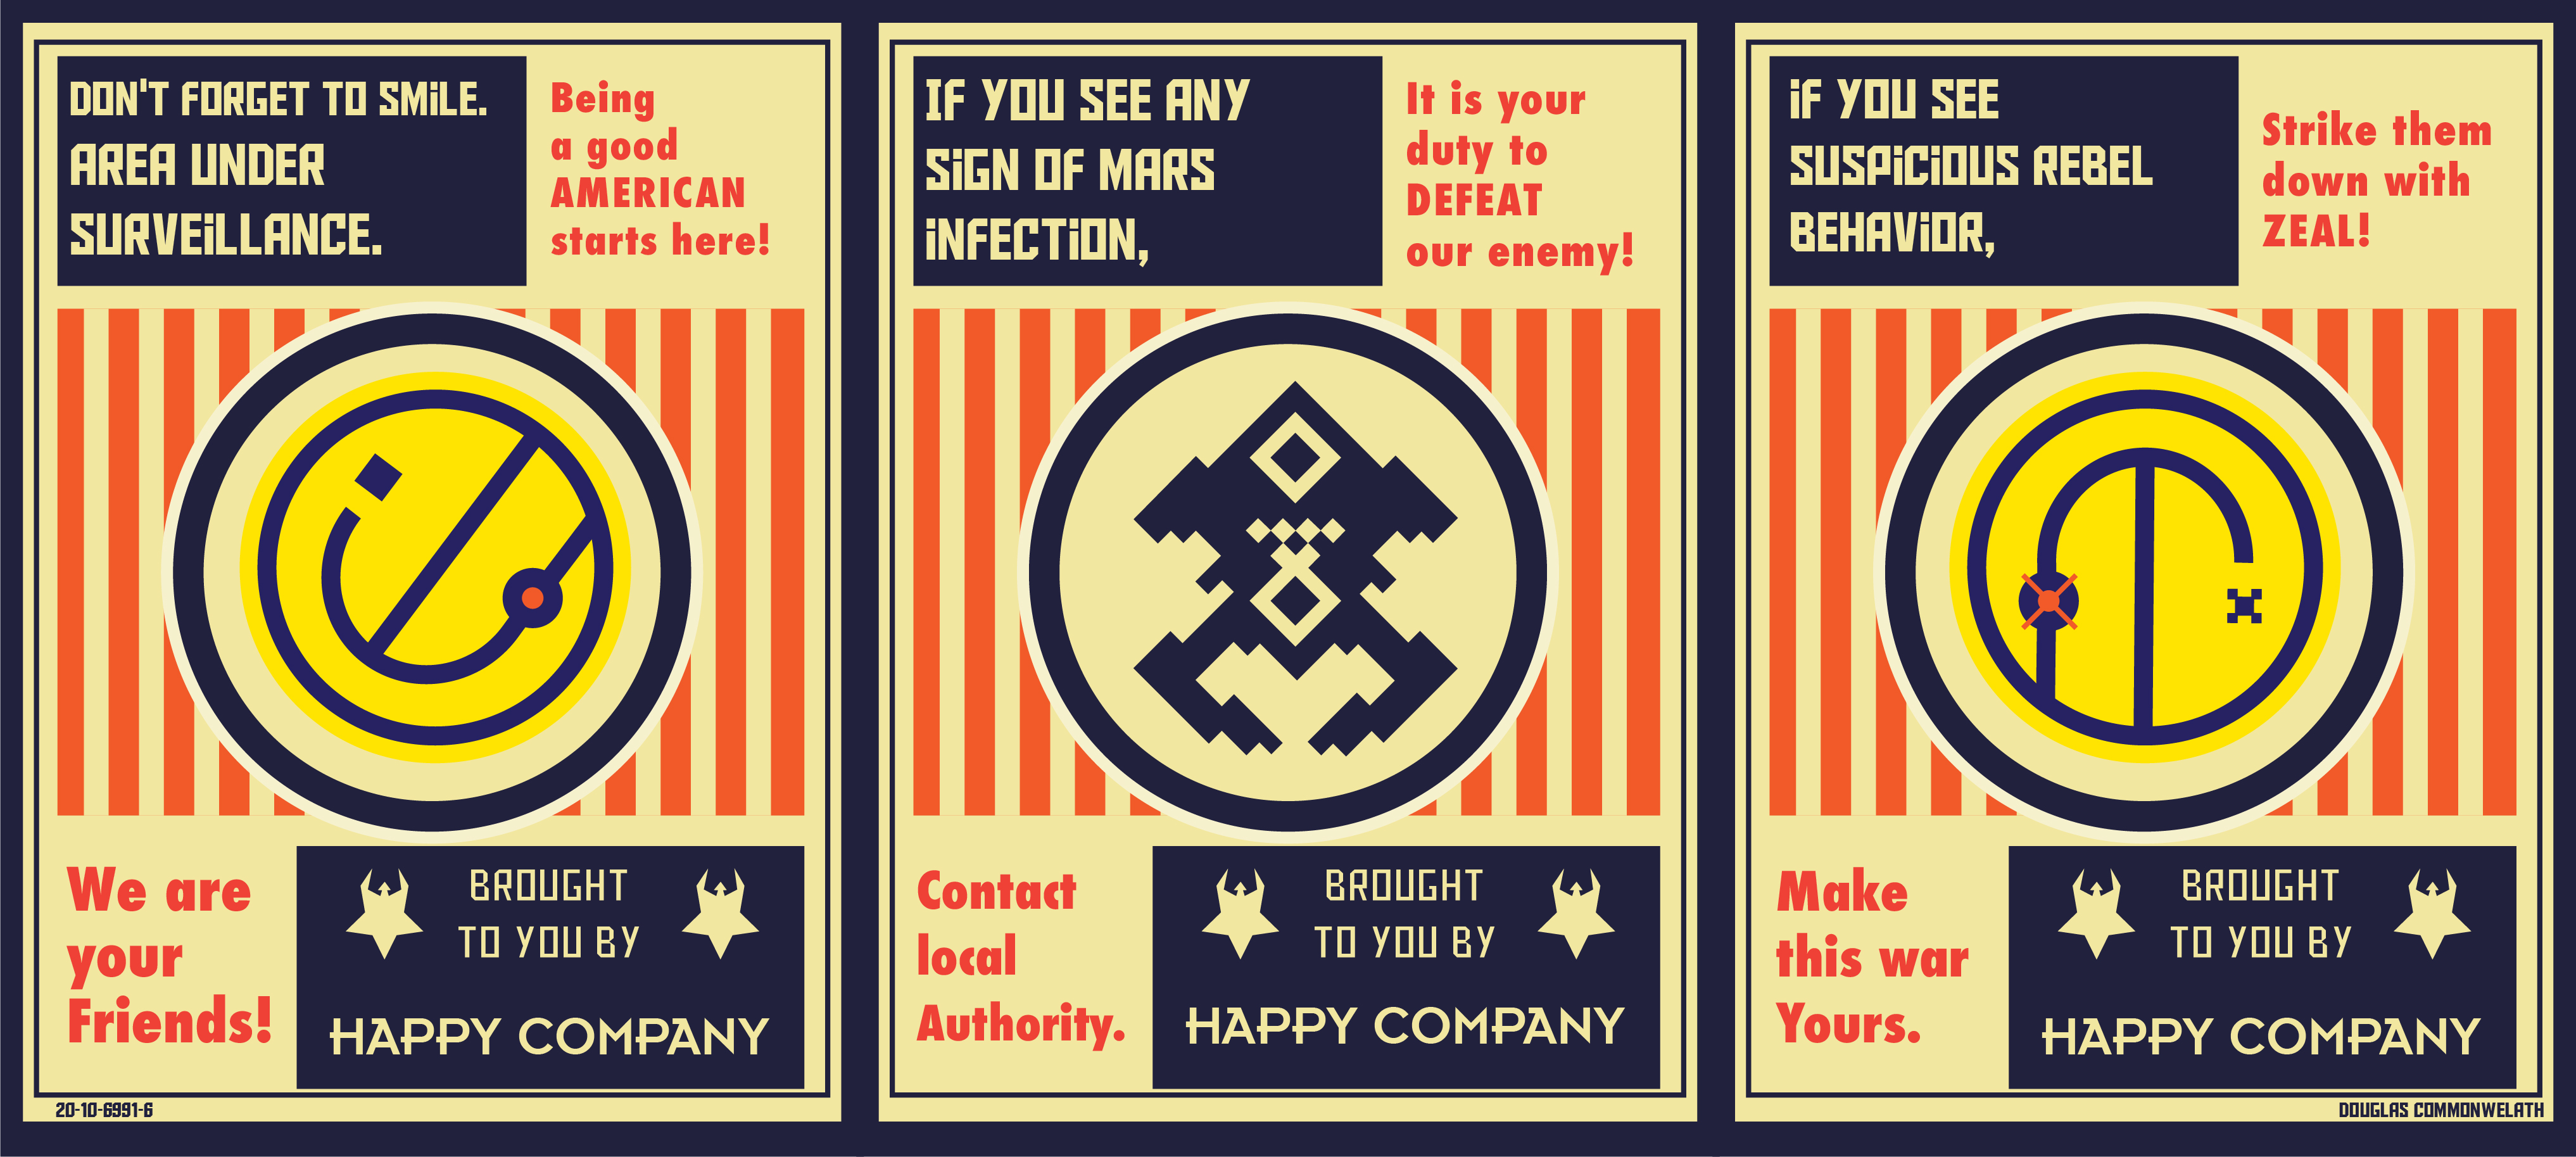 DON'T FORGET TO SMiLE.
AREA UNDER
SURVEiLLANCE.
Being
a good
AMERICAN
starts here!
We are
your
Friends!
BROUGHT
TO YOU BY
HAPPY COMPANY
20-10-6991-6
IF YOU SEE ANY
SiGN OF MARS
iNFECTiON,
It is your
duty to
DEFEAT
our enemy!
Contact
local
Authority.
BROUGHT
TO YOU BY
HAPPY COMPANY
iF YOU SEE
SUSPiCiOUS REBEL
BEHAViOR,
Strike them
down with
ZEAL!
Make
this war
Yours.
BROUGHT
TO YOU BY
HAPPY COMPANY
DOUGLAS COMMONWELATH